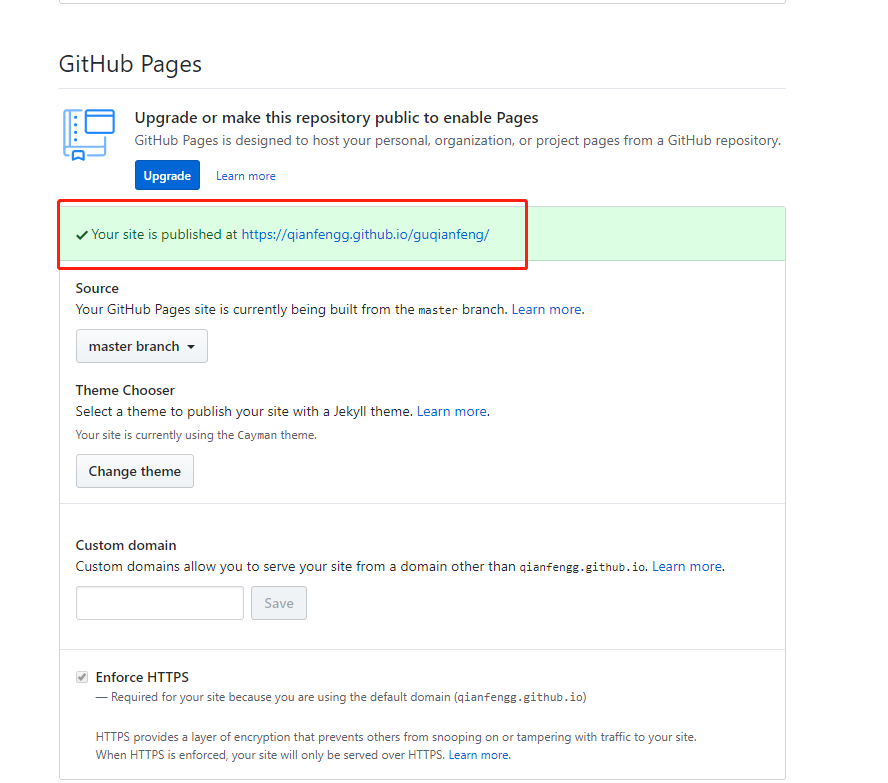 GitHub Pages
Upgrade or make this repository public to enable Pages
GitHub Pages is designed to host your personal, organization, or project pages from a GitHub repository.
Upgrade Learn more
Your site is published at https://qianfengg.github.io/guqianfeng/
Source
Your GitHub Pages site is currently being built from the master branch. Learn more.
master branch
Theme Chooser
Select a theme to publish your site with a Jekyll theme. Learn more.
Your site is currently using the Cayman theme.
Change theme
Custom domain
Custom domains allow you to serve your site from a domain other than qianfengg.github.io. Learn more.
Save
Enforce HTTPS
— Required for your site because you are using the default domain (qianfengg.github.io)
HTTPS provides a layer of encryption that prevents others from snooping on or tampering with traffic to your site.
When HTTPS is enforced, your site will only be served over HTTPS. Learn more.